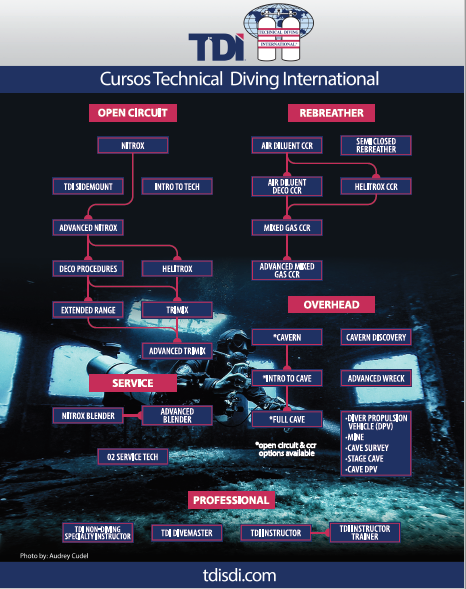 TDI
TECHNICAL DIVING
INTERNATIONAL
Cursos Technical Diving International
OPEN CIRCUIT
NITROX
TDI SIDEMOUNT
INTRO TO TECH
ADVANCED NITROX
DECO PROCEDURES
HELITROX
EXTENDED RANGE
TRIMIX
ADVANCED TRIMIX
SERVICE
NITROX BLENDER
ADVANCED
BLENDER
02 SERVICE TECH
REBREATHER
AIR DILUENT CCR
SEMI CLOSED
REBREATHER
AIR DILUENT
DECO CCR
HELITROX CCR
MIXED GAS CCR
ADVANCED MIXED
GAS CCR
OVERHEAD
*CAVERN
CAVERN DISCOVERY
*INTRO TO CAVE
ADVANCED WRECK
*FULL CAVE
*open circuit & ccr
options available
•DIVER PROPULSION
VEHICLE (DPV)
•MINE
•CAVE SURVEY
•STAGE CAVE
•CAVE DPV
PROFESSIONAL
TDI NON-DIVING
SPECIALTY INSTRUCTOR
TDI DIVEMASTER
TDI INSTRUCTOR
TDI INSTRUCTOR
TRAINER
Photo by: Audrey Cudel
tdisdi.com